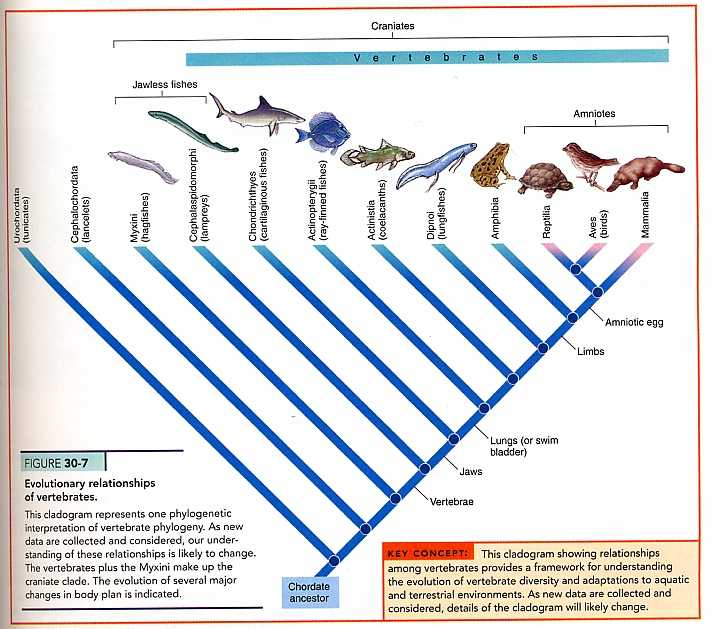 Craniates
Vertebrates
Jawless fishes
Amniotes
Urochordata
(tunicates)
Cephalochordata
(lancelets)
Myxini
(hagfishes)
Cephalaspidomorphi
(lampreys)
Chondrichthyes
(cartilaginous fishes)
Actinopterygii
(ray-finned fishes)
Actinistia
(coelacanths)
Dipnoi
(lungfishes)
Amphibia
Reptilia
Aves
(birds)
Mammalia
Amniotic egg
Limbs
Lungs (or swim
bladder)
Jaws
Vertebrae
Chordate
ancestor
FIGURE 30-7
Evolutionary relationships
of vertebrates.
This cladogram represents one phylogenetic
interpretation of vertebrate phylogeny. As new
data are collected and considered, our under-
standing of these relationships is likely to change.
The vertebrates plus the Myxini make up the
craniate clade. The evolution of several major
changes in body plan is indicated.
KEY CONCEPT: This cladogram showing relationships
among vertebrates provides a framework for understanding
the evolution of vertebrate diversity and adaptations to aquatic
and terrestrial environments. As new data are collected and
considered, details of the cladogram will likely change.